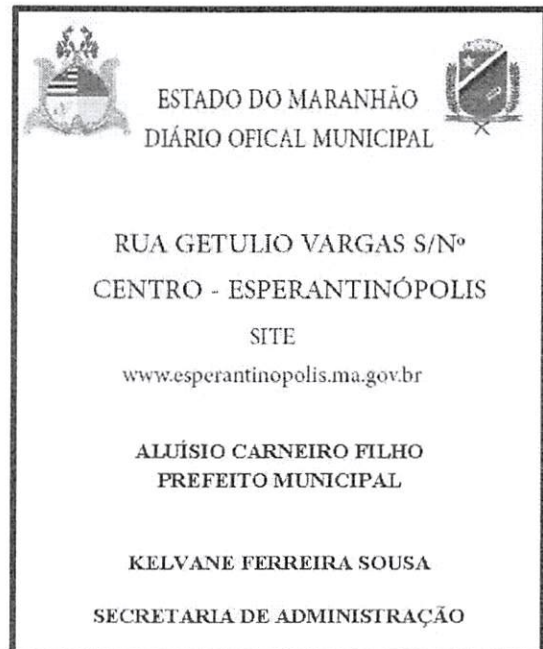 ESTADO DO MARANHÃO
DIÁRIO OFICAL MUNICIPAL
RUA GETULIO VARGAS S/Nº
CENTRO - ESPERANTINÓPOLIS
SITE
www.esperantinopolis.ma.gov.br
ALUÍSIO CARNEIRO FILHO
PREFEITO MUNICIPAL
KELVANE FERREIRA SOUSA
SECRETARIA DE ADMINISTRAÇÃO